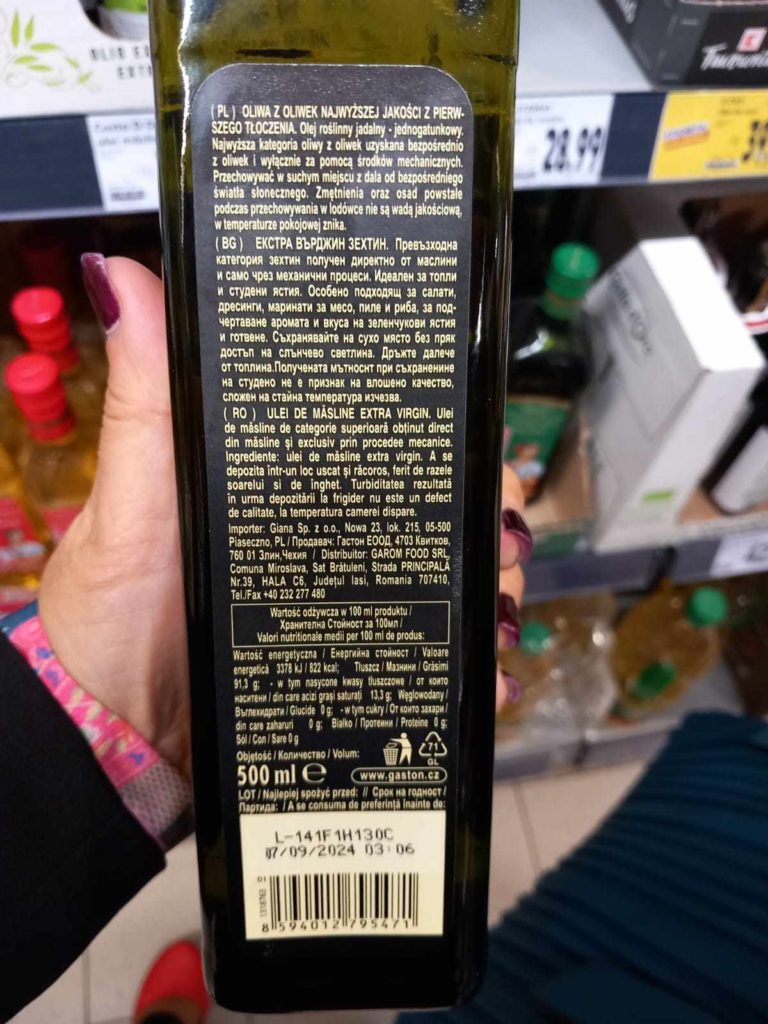 28.99
( PL ) OLIWA Z OLIWEK NAJWYŻSZEJ JAKOŚCI Z PIERW-
SZEGO TŁOCZENIA. Olej roślinny jadalny - jednogatunkowy.
Najwyższa kategoria oliwy z oliwek uzyskana bezpośrednio
z oliwek i wyłącznie za pomocą środków mechanicznych.
Przechowywać w suchym miejscu z dala od bezpośredniego
światła słonecznego. Zmętnienia oraz osad powstałe
podczas przechowywania w lodówce nie są wadą jakościową,
w temperaturze pokojowej znika.
( BG ) ЕКСТРА ВЪРДЖИН ЗЕХТИН. Превъзходна
категория зехтин получен директно от маслини
и само чрез механични процеси. Идеален за топли
и студени ястия. Особено подходящ за салати,
дресинги, маринати за месо, пиле и риба, за под-
чертаване аромата и вкуса на зеленчукови ястия
и готвене. Съхранявайте на сухо място без пряк
достъп на слънчево светлина. Дръжте далече
от топлина.Получената мътност при съхранение
на студено не е признак на влошено качество,
сложен на стайна температура изчезва.
( RO ) ULEI DE MĂSLINE EXTRA VIRGIN. Ulei
de măsline de categorie superioară obținut direct
din măsline și exclusiv prin procedee mecanice.
Ingrediente: ulei de măsline extra virgin. A se
depozita într-un loc uscat și răcoros, ferit de razele
soarelui si de înghet. Turbiditatea rezultată
în urma depozitării la frigider nu este un defect
de calitate, la temperatura camerei dispare.
Importer: Giana Sp. z o.o., Nowa 23, lok. 215, 05-500
Piaseczno, PL / Продавач: Гастон ЕООД, 4703 Квитков,
760 01 Злин,Чехия / Distribuitor: GAROM FOOD SRL,
Comuna Miroslava, Sat Brătuleni, Strada PRINCIPALĂ
Nr.39, HALA C6, Județul Iasi, Romania 707410,
Tel./Fax +40 232 277 480
Wartość odżywcza w 100 ml produktu /
Хранителна Стойност за 100мл /
Valori nutritionale medii per 100 ml de produs:
Wartość energetyczna / Енергийна стойност / Valoare
energetică 3378 kJ / 822 kcal; Tłuszcz / Мазнини / Grăsimi
91,3 g; - w tym nasycone kwasy tłuszczowe / от които
наситени / din care acizi grași saturați 13,3 g; Węglowodany /
Въглехидрати / Glucide 0 g; - w tym cukry / От които захари /
din care zaharuri 0 g; Białko / Протеини / Proteine 0 g;
Sól / Сол / Sare 0 g
Objętość / Количество / Volum:
500 ml e
71
GL
www.gaston.cz
LOT / Najlepiej spożyć przed: // Срок на годност /
Партида: / A se consuma de preferință înainte de:
L-141F1H130C
07/09/2024 03:06
01
1318763
8 594012 795471